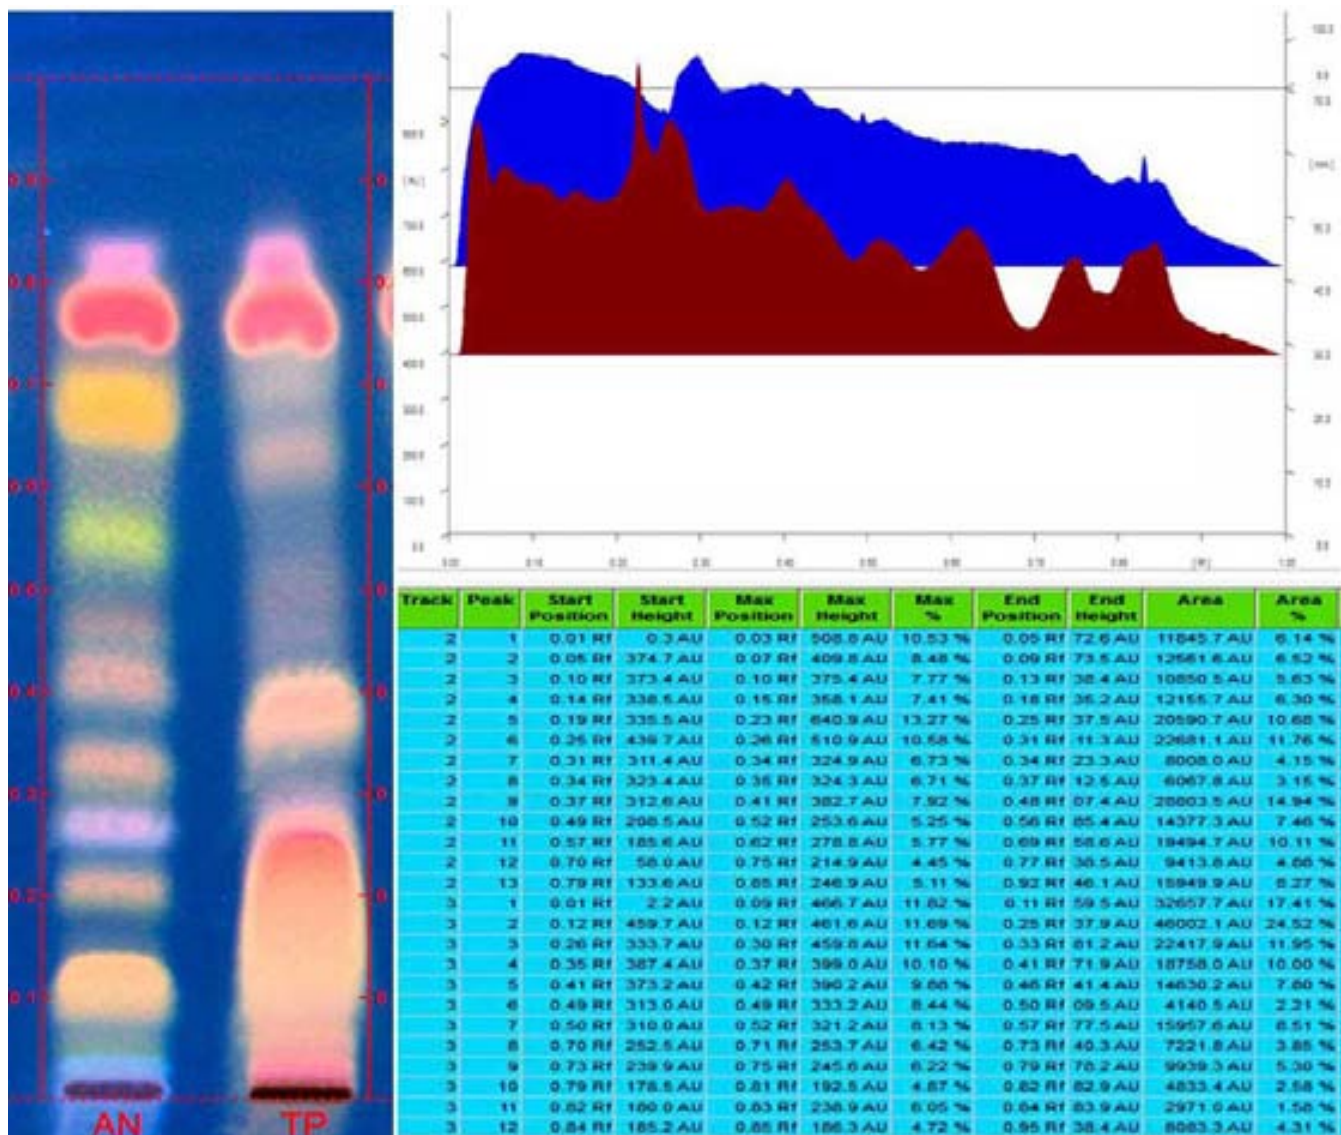 AN TP
Track Peak Start Position Start Height Max Position Max Height Max % End Position End Height Area Area %
2 1 0.01 Rf 0.3 AU 0.03 Rf 508.8 AU 10.53 % 0.05 Rf 72.6 AU 11845.7 AU 6.14 %
2 2 0.05 Rf 374.7 AU 0.07 Rf 409.8 AU 8.48 % 0.09 Rf 73.5 AU 12561.6 AU 6.52 %
2 3 0.10 Rf 373.4 AU 0.10 Rf 375.4 AU 7.77 % 0.13 Rf 38.4 AU 10850.5 AU 5.63 %
2 4 0.14 Rf 338.5 AU 0.15 Rf 358.1 AU 7.41 % 0.18 Rf 35.2 AU 12155.7 AU 6.30 %
2 5 0.19 Rf 335.5 AU 0.23 Rf 640.9 AU 13.27 % 0.25 Rf 37.5 AU 20590.7 AU 10.68 %
2 6 0.25 Rf 439.7 AU 0.26 Rf 510.9 AU 10.58 % 0.31 Rf 11.3 AU 22681.1 AU 11.76 %
2 7 0.31 Rf 311.4 AU 0.34 Rf 324.9 AU 6.73 % 0.34 Rf 23.3 AU 8008.0 AU 4.15 %
2 8 0.34 Rf 323.4 AU 0.35 Rf 324.3 AU 6.71 % 0.37 Rf 12.5 AU 6067.8 AU 3.15 %
2 9 0.37 Rf 312.6 AU 0.41 Rf 382.7 AU 7.92 % 0.48 Rf 07.4 AU 28803.5 AU 14.94 %
2 10 0.49 Rf 208.5 AU 0.52 Rf 253.6 AU 5.25 % 0.56 Rf 85.4 AU 14377.3 AU 7.46 %
2 11 0.57 Rf 185.6 AU 0.62 Rf 278.8 AU 5.77 % 0.69 Rf 58.6 AU 19494.7 AU 10.11 %
2 12 0.70 Rf 58.0 AU 0.75 Rf 214.9 AU 4.45 % 0.77 Rf 38.5 AU 9413.8 AU 4.88 %
2 13 0.79 Rf 133.6 AU 0.85 Rf 246.9 AU 5.11 % 0.92 Rf 46.1 AU 15949.9 AU 8.27 %
3 1 0.01 Rf 2.2 AU 0.09 Rf 466.7 AU 11.82 % 0.11 Rf 59.5 AU 32657.7 AU 17.41 %
3 2 0.12 Rf 459.7 AU 0.12 Rf 461.6 AU 11.69 % 0.25 Rf 37.9 AU 46002.1 AU 24.52 %
3 3 0.26 Rf 333.7 AU 0.30 Rf 459.8 AU 11.64 % 0.33 Rf 81.2 AU 22417.9 AU 11.95 %
3 4 0.35 Rf 387.4 AU 0.37 Rf 399.0 AU 10.10 % 0.41 Rf 71.9 AU 18758.0 AU 10.00 %
3 5 0.41 Rf 373.2 AU 0.42 Rf 390.2 AU 9.88 % 0.46 Rf 41.4 AU 14630.2 AU 7.80 %
3 6 0.49 Rf 313.0 AU 0.49 Rf 333.2 AU 8.44 % 0.50 Rf 09.5 AU 4140.5 AU 2.21 %
3 7 0.50 Rf 310.0 AU 0.52 Rf 321.2 AU 8.13 % 0.57 Rf 77.5 AU 15957.6 AU 8.51 %
3 8 0.70 Rf 252.5 AU 0.71 Rf 253.7 AU 6.42 % 0.73 Rf 40.3 AU 7221.8 AU 3.85 %
3 9 0.73 Rf 239.9 AU 0.75 Rf 245.6 AU 6.22 % 0.79 Rf 78.2 AU 9939.3 AU 5.30 %
3 10 0.79 Rf 178.5 AU 0.81 Rf 192.5 AU 4.87 % 0.82 Rf 82.9 AU 4833.4 AU 2.58 %
3 11 0.82 Rf 180.0 AU 0.83 Rf 238.9 AU 6.05 % 0.84 Rf 83.9 AU 2971.0 AU 1.58 %
3 12 0.84 Rf 185.2 AU 0.85 Rf 186.3 AU 4.72 % 0.95 Rf 38.4 AU 8083.3 AU 4.31 %